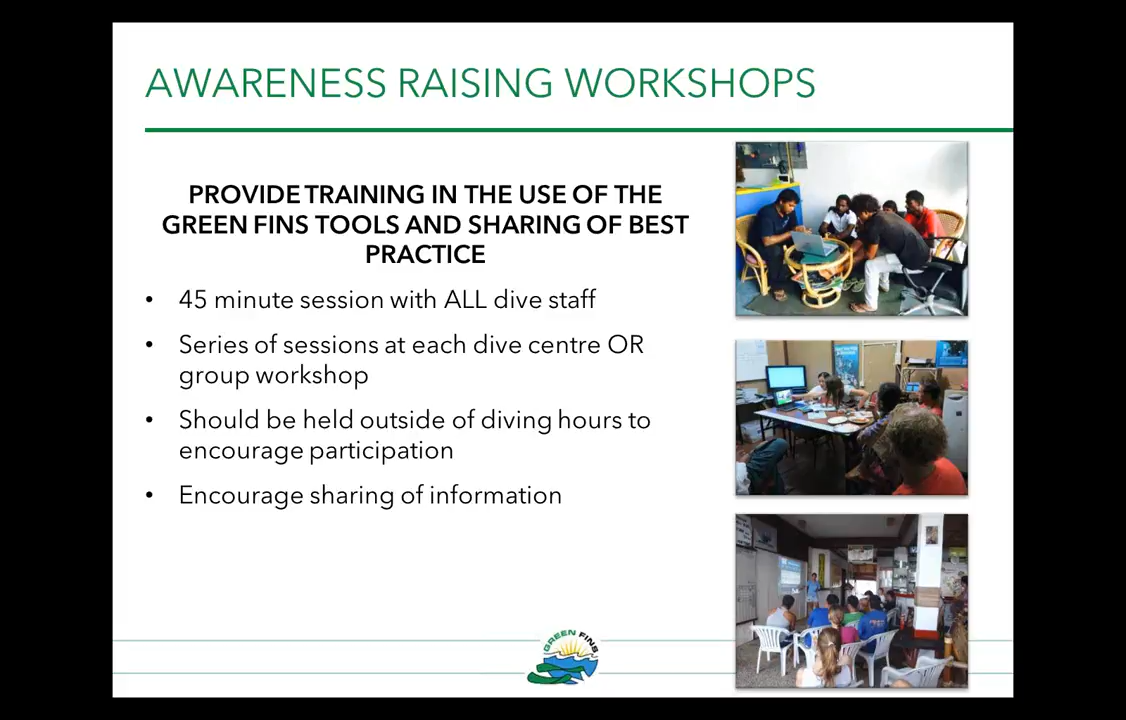 AWARENESS RAISING WORKSHOPS
PROVIDE TRAINING IN THE USE OF THE
GREEN FINS TOOLS AND SHARING OF BEST
PRACTICE
• 45 minute session with ALL dive staff
• Series of sessions at each dive centre OR
group workshop
• Should be held outside of diving hours to
encourage participation
• Encourage sharing of information
GREEN FINS